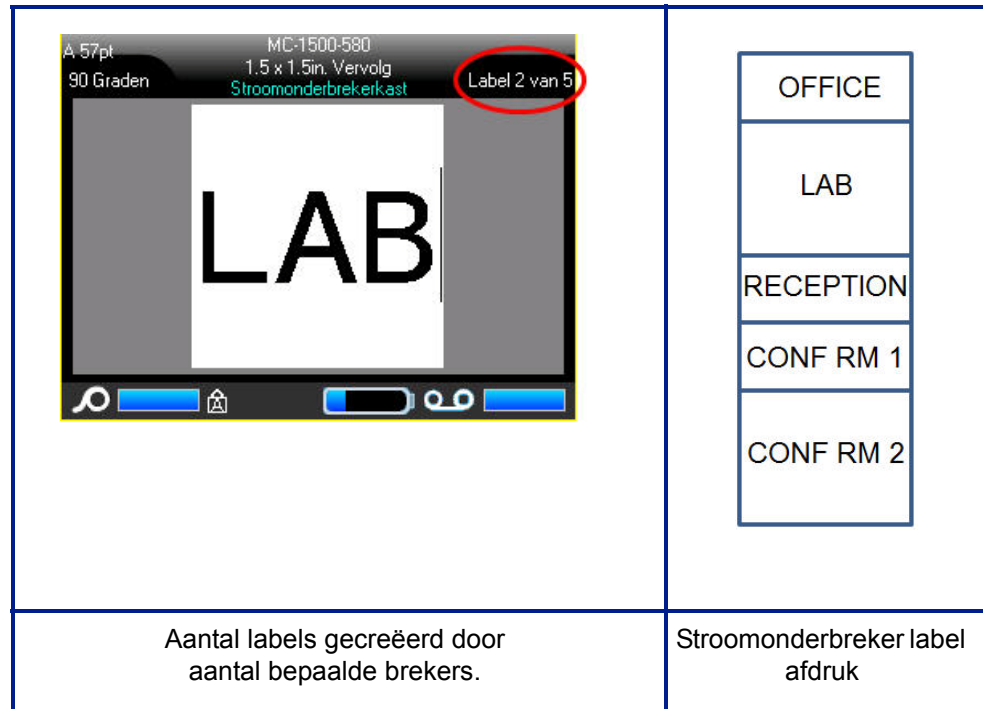 A 57pt
MC-1500-580
90 Graden
1.5 x 1.5in. Vervolg
Label 2 van 5
Stroomonderbrekerkast
LAB
OFFICE
LAB
RECEPTION
CONF RM 1
CONF RM 2
Aantal labels gecreëerd door
aantal bepaalde brekers.
Stroomonderbreker label
afdruk